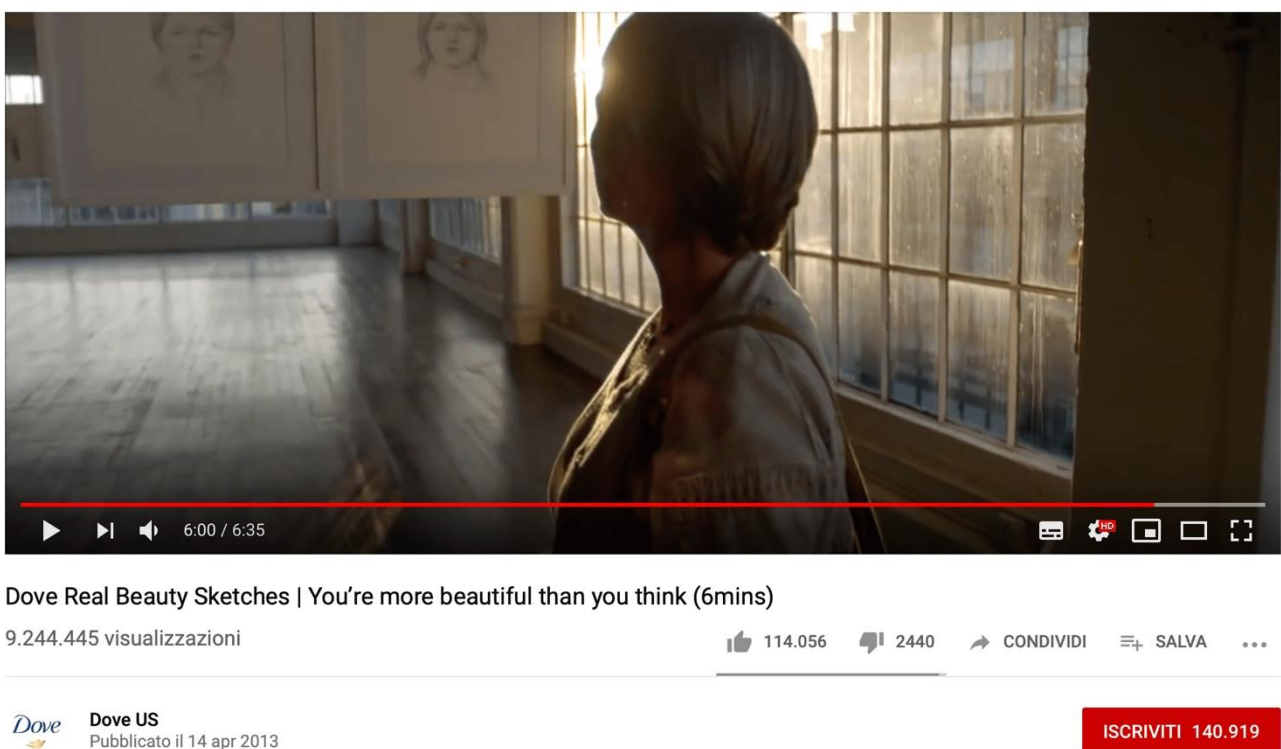 6:00 / 6:35
HD
Dove Real Beauty Sketches | You're more beautiful than you think (6mins)
9.244.445 visualizzazioni
114.056
2440
CONDIVIDI
SALVA
Dove
Dove US
Pubblicato il 14 apr 2013
ISCRIVITI 140.919